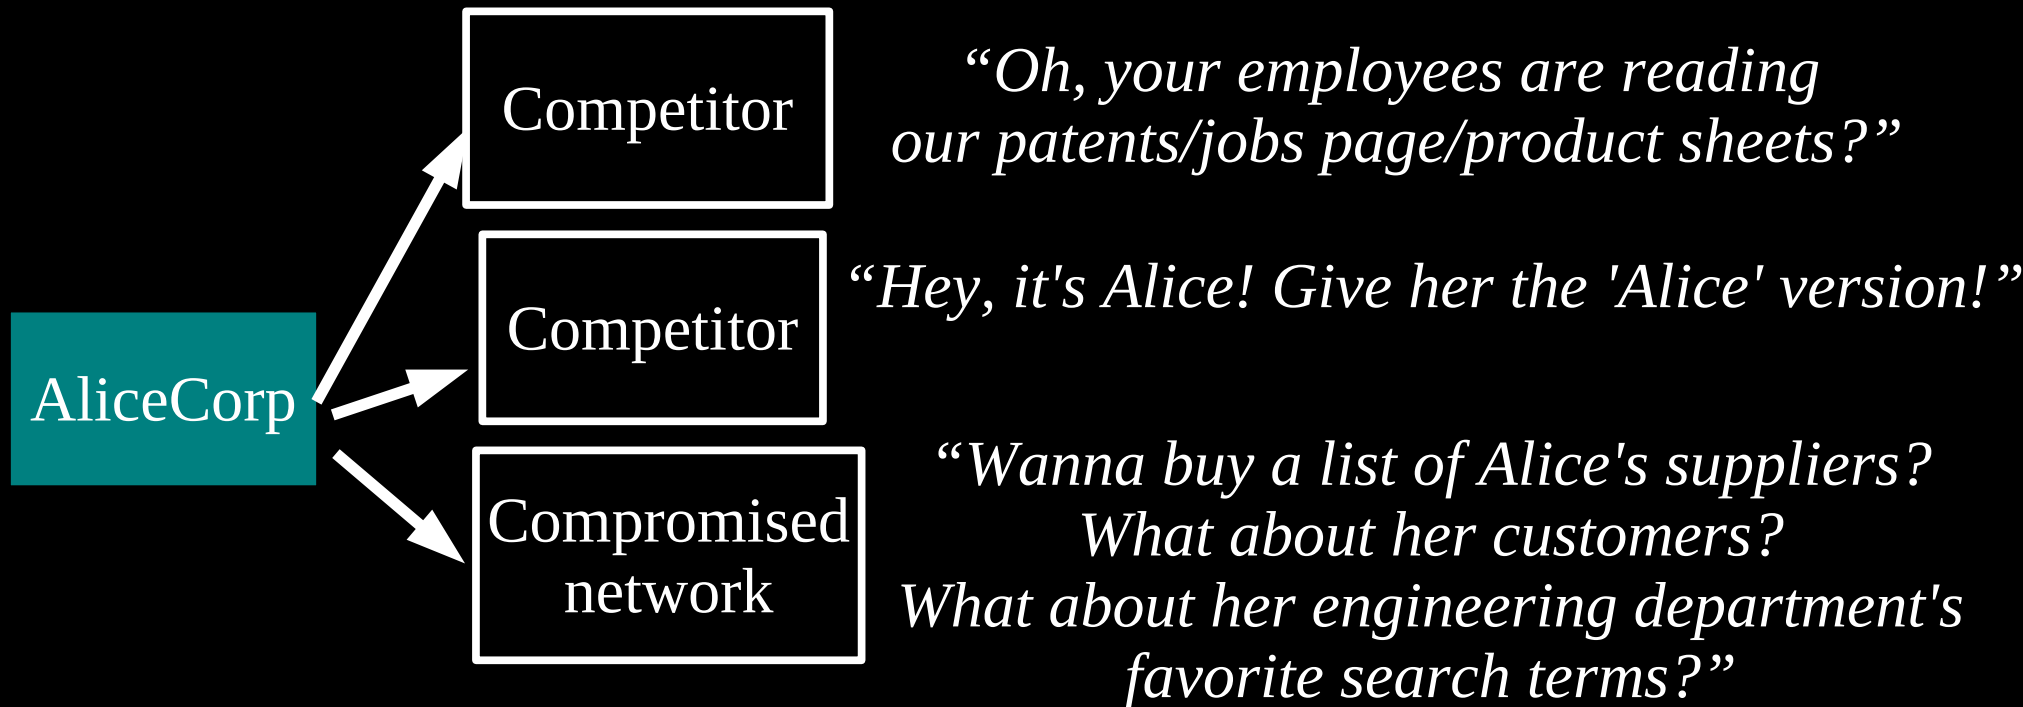 Competitor
“Oh, your employees are reading
our patents/jobs page/product sheets?”
Competitor
“Hey, it's Alice! Give her the 'Alice' version!”
AliceCorp
Compromised
network
“Wanna buy a list of Alice's suppliers?
What about her customers?
What about her engineering department's
favorite search terms?”